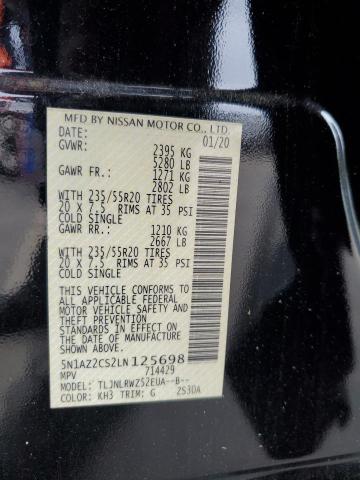 MFD BY NISSAN MOTOR CO., LTD.
DATE: 01/20
GVWR: 2395 KG
5280 LB
GAWR FR.: 1271 KG
2802 LB
WITH 235/55R20 TIRES
20 X 7.5 RIMS AT 35 PSI
COLD SINGLE
GAWR RR.: 1210 KG
2667 LB
WITH 235/55R20 TIRES
20 X 7.5 RIMS AT 35 PSI
COLD SINGLE
THIS VEHICLE CONFORMS TO
ALL APPLICABLE FEDERAL
MOTOR VEHICLE SAFETY AND
THEFT PREVENTION
STANDARDS IN EFFECT ON THE
DATE OF MANUFACTURE
SHOWN ABOVE.
5N1AZ2CS2LN125698
MPV 714429
MODEL: TLJNLRWZ52EUA--B--
COLOR: KH3 TRIM: G 2S30A